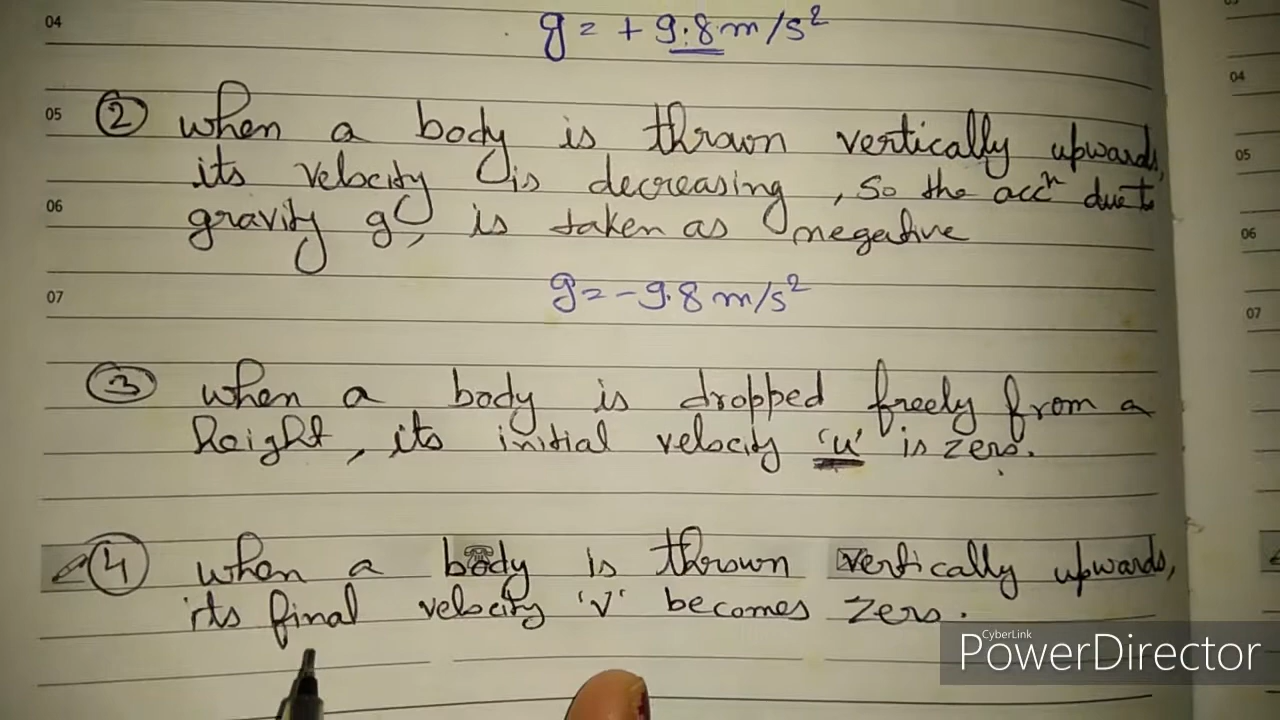 04
g = + 9.8 m/s²
05
② When a body is thrown vertically upwards,
its velocity is decreasing, so the accⁿ due to
06
gravity 'g', is taken as negative
07
g = - 9.8 m/s²
③ when a body is dropped freely from a
height, its initial velocity 'u' is zero.
④ when a body is thrown vertically upwards,
its final velocity 'v' becomes zero.
CyberLink
PowerDirector
04
05
06
07